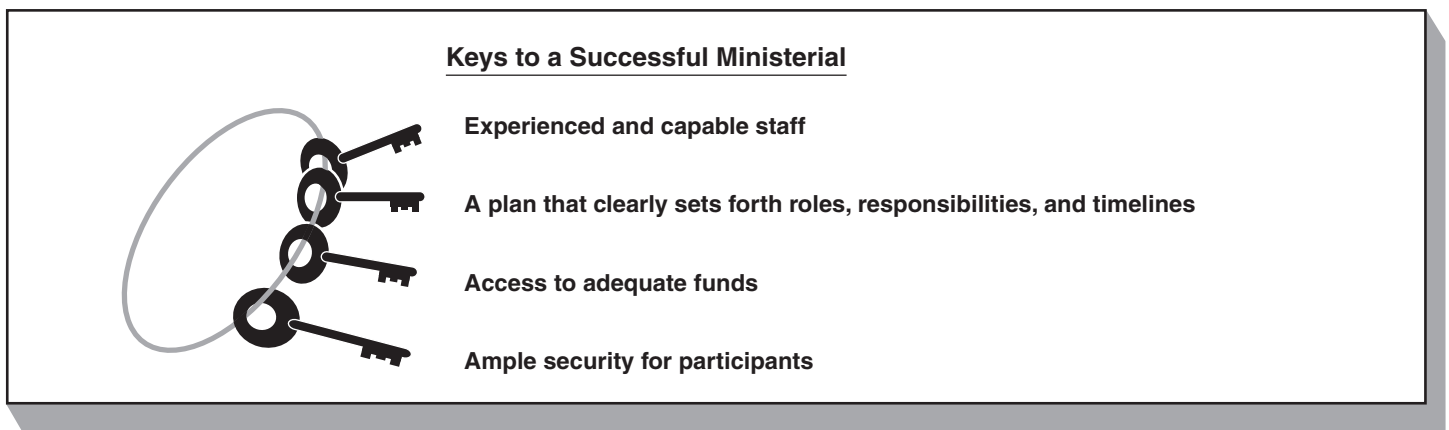 Keys to a Successful Ministerial
Experienced and capable staff
A plan that clearly sets forth roles, responsibilities, and timelines
Access to adequate funds
Ample security for participants